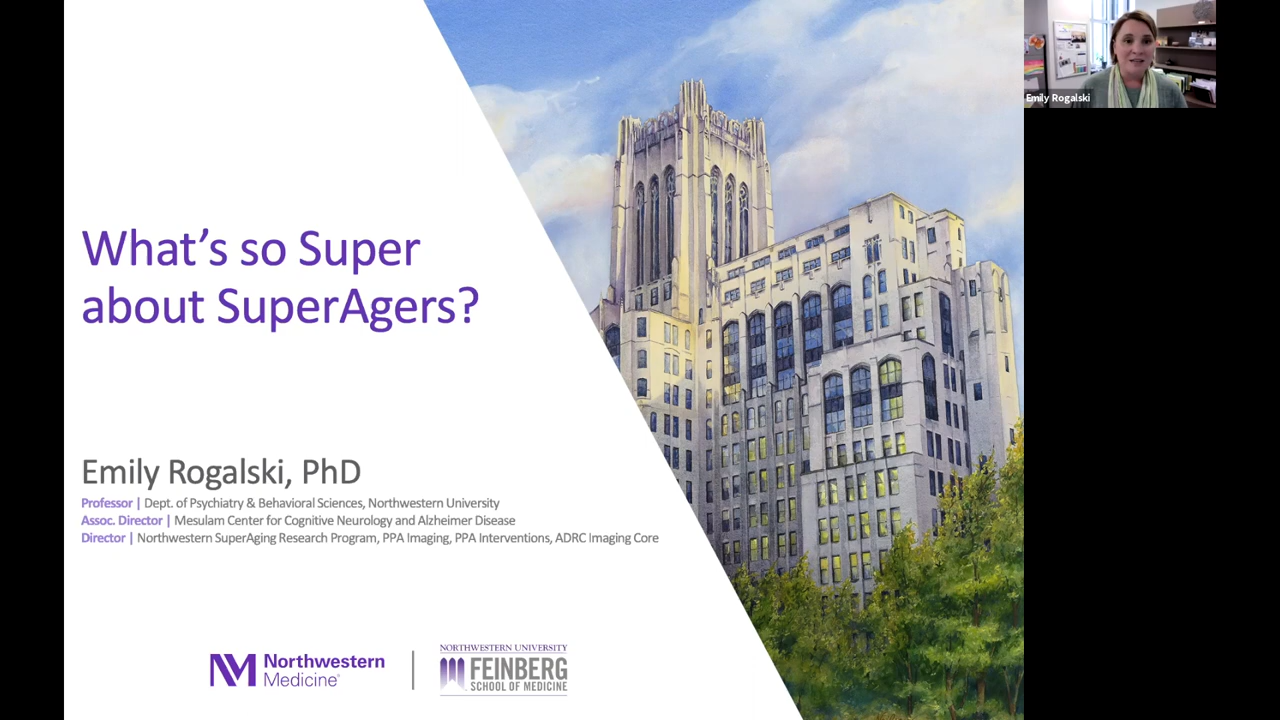 What's so Super
about SuperAgers?
Emily Rogalski, PhD
Professor | Dept. of Psychiatry & Behavioral Sciences, Northwestern University
Assoc. Director | Mesulam Center for Cognitive Neurology and Alzheimer Disease
Director | Northwestern SuperAging Research Program, PPA Imaging, PPA Interventions, ADRC Imaging Core
NM Northwestern
Medicine®
NORTHWESTERN UNIVERSITY
FEINBERG
SCHOOL OF MEDICINE
Emily Rogalski